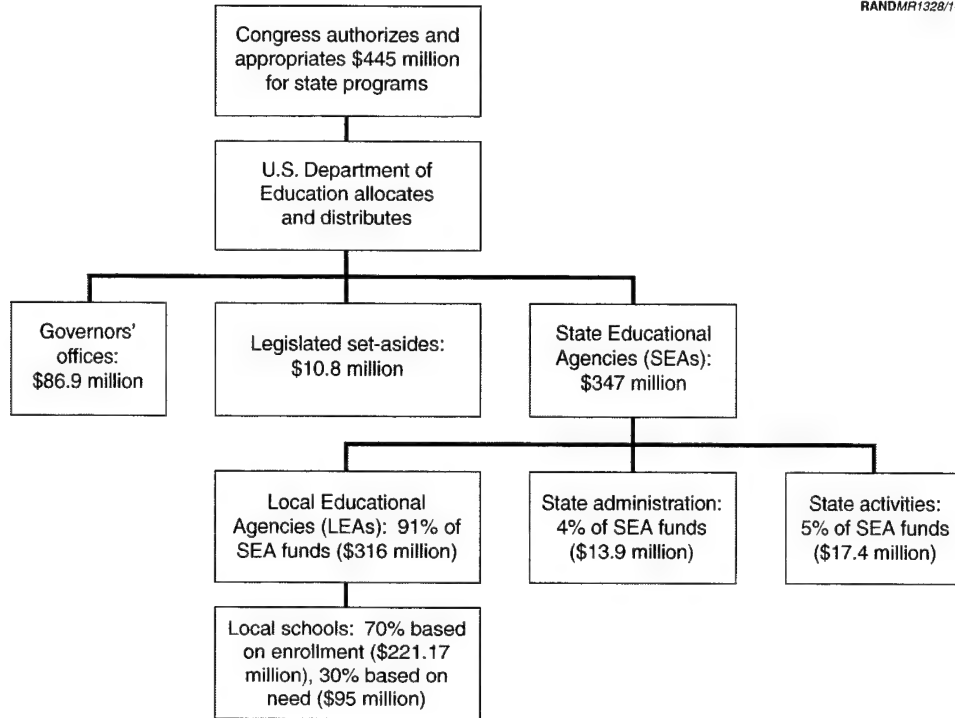 RANDMR1328/1
Congress authorizes and
appropriates $445 million
for state programs
U.S. Department of
Education allocates
and distributes
Governors'
offices:
$86.9 million
Legislated set-asides:
$10.8 million
State Educational
Agencies (SEAs):
$347 million
Local Educational
Agencies (LEAs): 91% of
SEA funds ($316 million)
State administration:
4% of SEA funds
($13.9 million)
State activities:
5% of SEA funds
($17.4 million)
Local schools: 70% based
on enrollment ($221.17
million), 30% based on
need ($95 million)